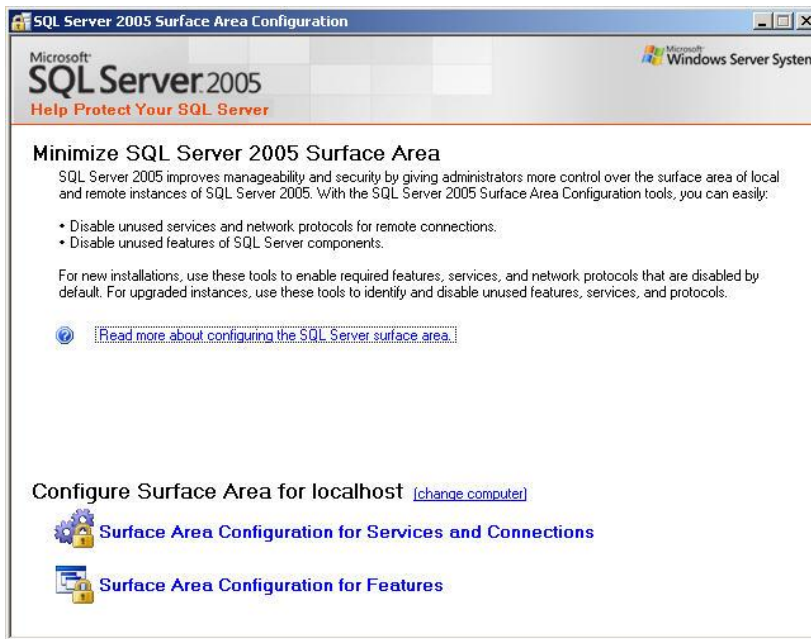 SQL Server 2005 Surface Area Configuration
Microsoft
SQL Server 2005
Help Protect Your SQL Server
Microsoft
Windows Server System
Minimize SQL Server 2005 Surface Area
SQL Server 2005 improves manageability and security by giving administrators more control over the surface area of local
and remote instances of SQL Server 2005. With the SQL Server 2005 Surface Area Configuration tools, you can easily:
• Disable unused services and network protocols for remote connections.
• Disable unused features of SQL Server components.
For new installations, use these tools to enable required features, services, and network protocols that are disabled by
default. For upgraded instances, use these tools to identify and disable unused features, services, and protocols.
Read more about configuring the SQL Server surface area.
Configure Surface Area for localhost (change computer)
Surface Area Configuration for Services and Connections
Surface Area Configuration for Features